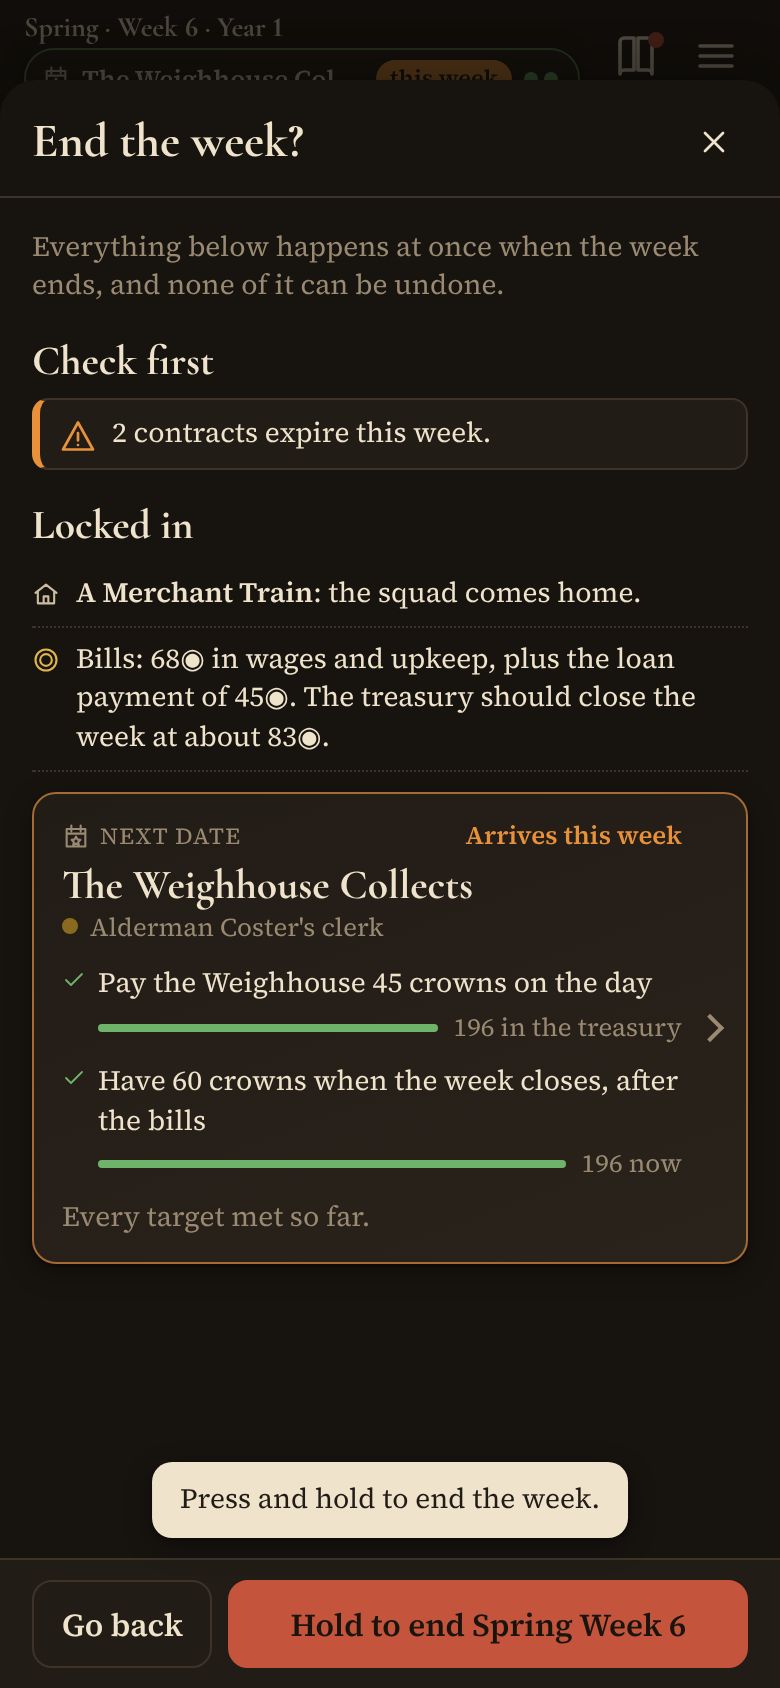 Spring · Week 6 · Year 1
The Weighhouse Col
this week
End the week?
Everything below happens at once when the week
ends, and none of it can be undone.
Check first
2 contracts expire this week.
Locked in
A Merchant Train: the squad comes home.
Bills: 68◉ in wages and upkeep, plus the loan
payment of 45◉. The treasury should close the
week at about 83◉.
NEXT DATE
Arrives this week
The Weighhouse Collects
Alderman Coster's clerk
Pay the Weighhouse 45 crowns on the day
196 in the treasury
Have 60 crowns when the week closes, after
the bills
196 now
Every target met so far.
Press and hold to end the week.
Go back
Hold to end Spring Week 6